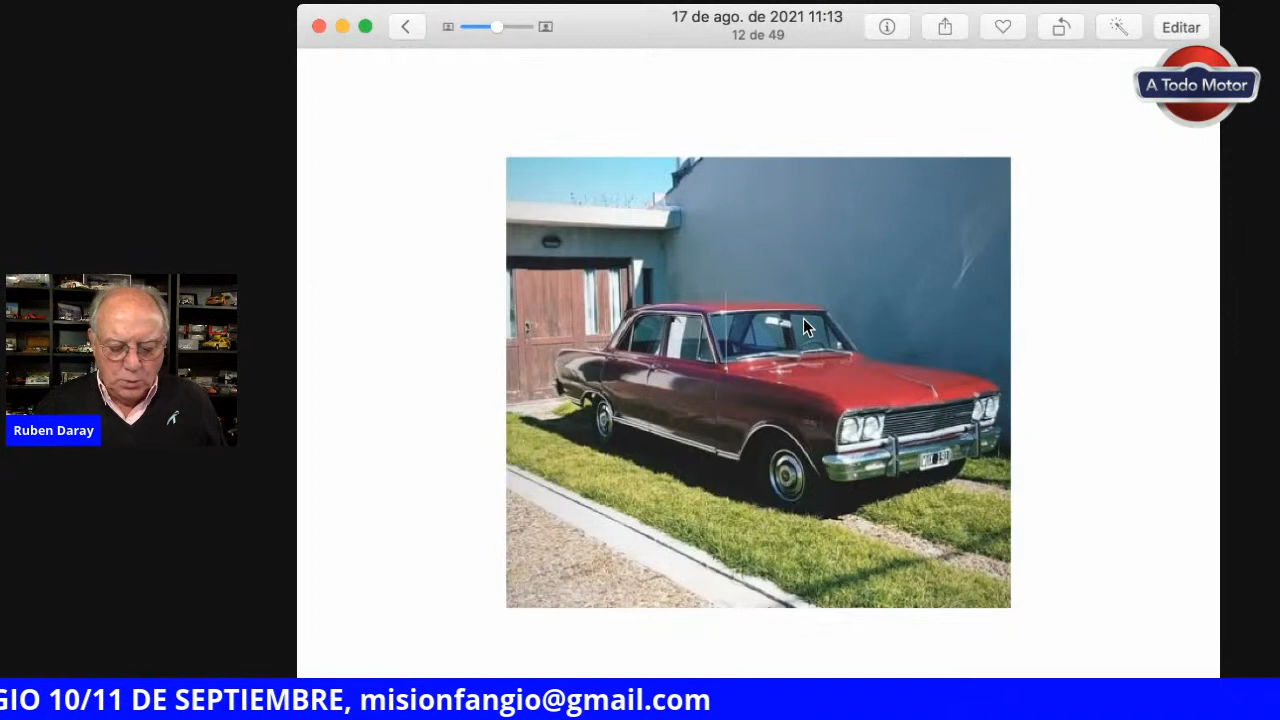 17 de ago. de 2021 11:13
12 de 49
Editar
A Todo Motor
Ruben Daray
GIO 10/11 DE SEPTIEMBRE, misionfangio@gmail.com